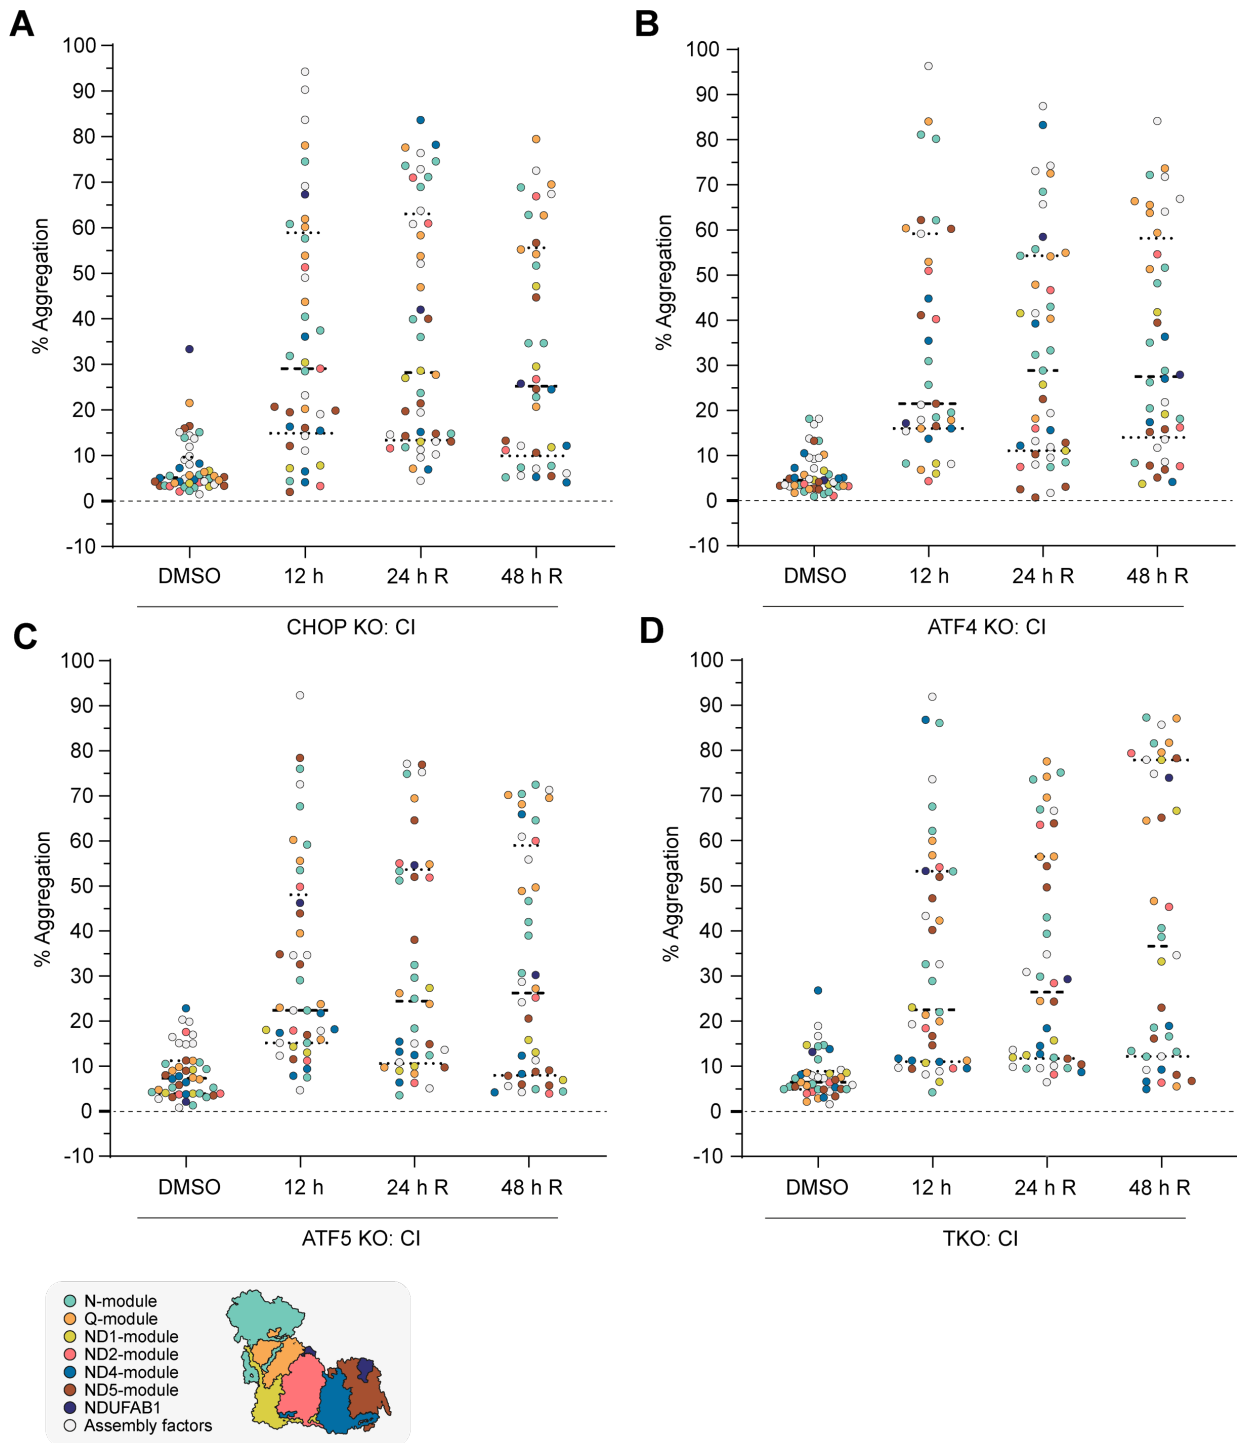 A
100
90
80
70
60
50
40
30
20
10
0
-10
% Aggregation
DMSO 12 h 24 h R 48 h R
CHOP KO: CI
B
100
90
80
70
60
50
40
30
20
10
0
-10
% Aggregation
DMSO 12 h 24 h R 48 h R
ATF4 KO: CI
C
100
90
80
70
60
50
40
30
20
10
0
-10
% Aggregation
DMSO 12 h 24 h R 48 h R
ATF5 KO: CI
D
100
90
80
70
60
50
40
30
20
10
0
-10
% Aggregation
DMSO 12 h 24 h R 48 h R
TKO: CI
N-module
Q-module
ND1-module
ND2-module
ND4-module
ND5-module
NDUFAB1
Assembly factors